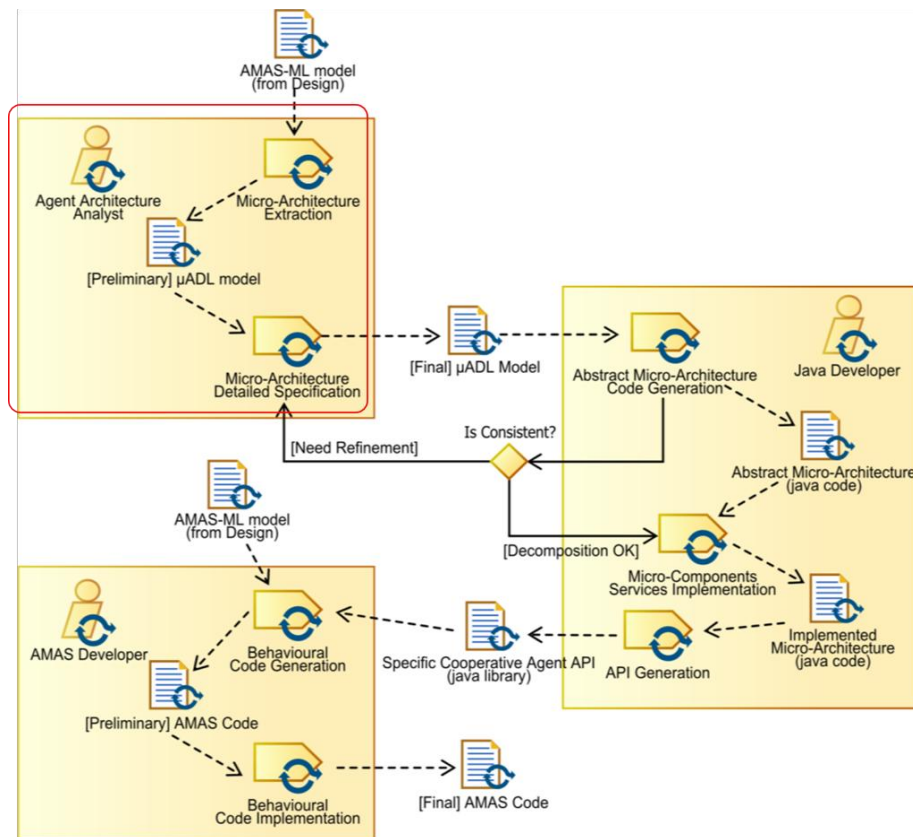 AMAS-ML model
(from Design)
Agent Architecture
Analyst
Micro-Architecture
Extraction
[Preliminary] µADL model
Micro-Architecture
Detailed Specification
[Final] µADL Model
Abstract Micro-Architecture
Code Generation
Java Developer
Is Consistent?
[Need Refinement]
Abstract Micro-Architecture
(java code)
AMAS-ML model
(from Design)
[Decomposition OK]
Micro-Components
Services Implementation
AMAS Developer
Behavioural
Code Generation
Specific Cooperative Agent API
(java library)
API Generation
Implemented
Micro-Architecture
(java code)
[Preliminary] AMAS Code
Behavioural
Code Implementation
[Final] AMAS Code